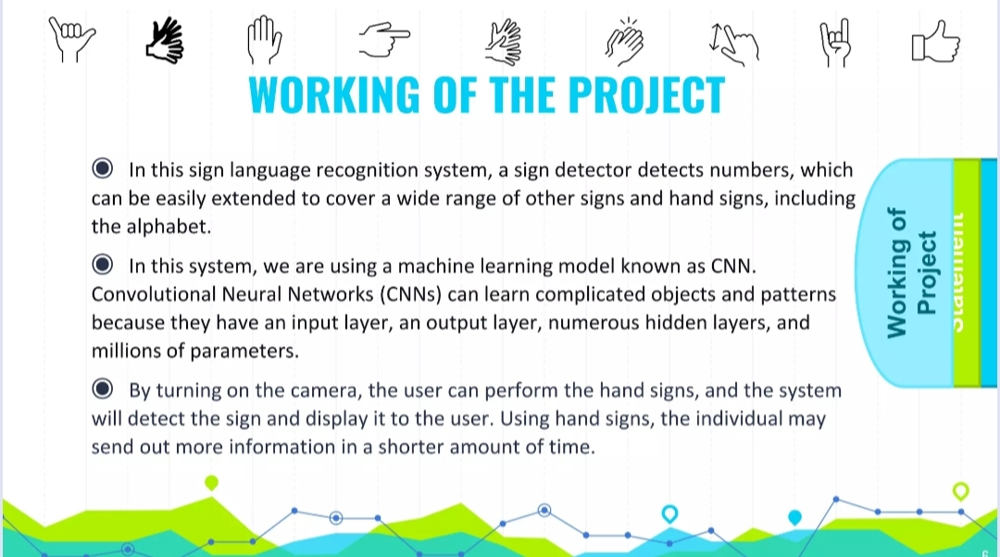 WORKING OF THE PROJECT
In this sign language recognition system, a sign detector detects numbers, which
can be easily extended to cover a wide range of other signs and hand signs, including
the alphabet.
In this system, we are using a machine learning model known as CNN.
Convolutional Neural Networks (CNNs) can learn complicated objects and patterns
because they have an input layer, an output layer, numerous hidden layers, and
millions of parameters.
By turning on the camera, the user can perform the hand signs, and the system
will detect the sign and display it to the user. Using hand signs, the individual may
send out more information in a shorter amount of time.
Working of
Project
Statement
6